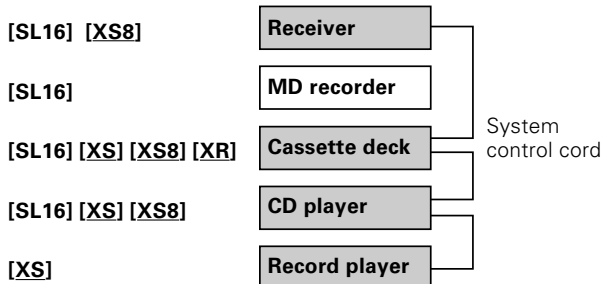 [SL16] [XS8] Receiver
[SL16] MD recorder
[SL16] [XS] [XS8] [XR] Cassette deck
System
control cord
[SL16] [XS] [XS8] CD player
[XS] Record player